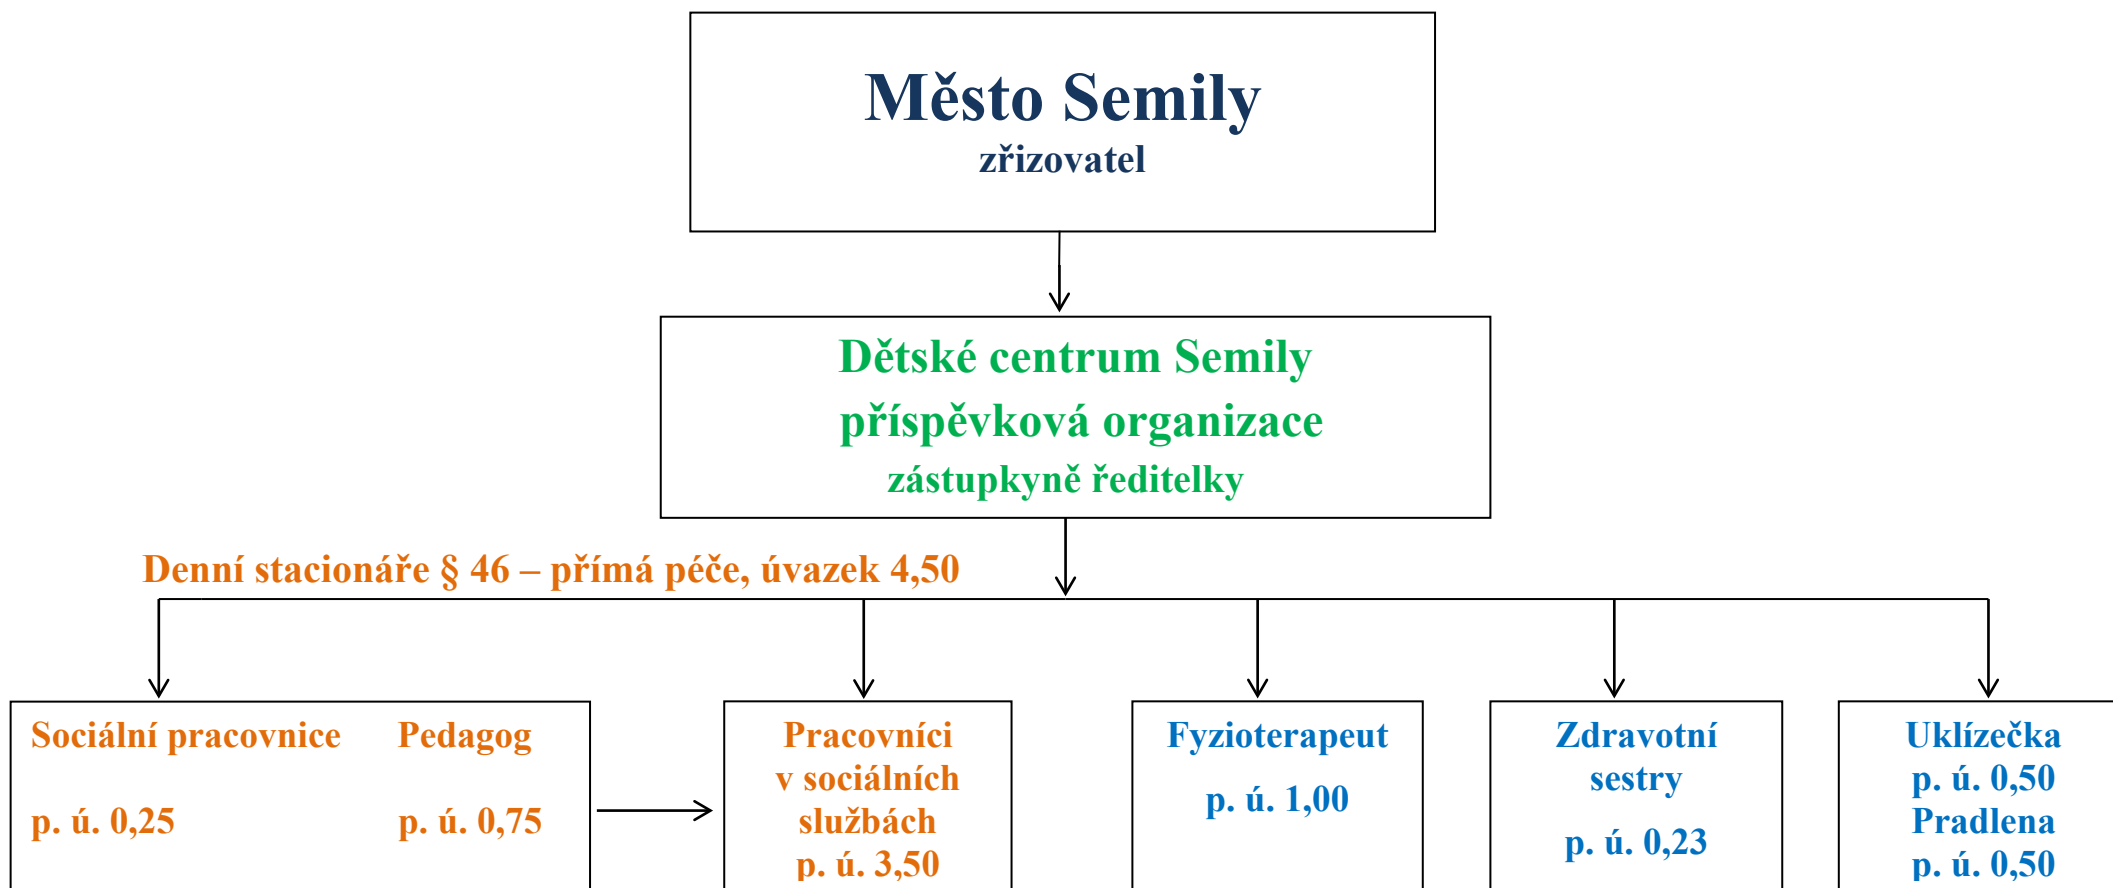 Město Semily
zřizovatel
Dětské centrum Semily
příspěvková organizace
zástupkyně ředitelky
Denní stacionáře § 46 – přímá péče, úvazek 4,50
Sociální pracovnice
p. ú. 0,25
Pedagog
p. ú. 0,75
Pracovníci
v sociálních
službách
p. ú. 3,50
Fyzioterapeut
p. ú. 1,00
Zdravotní
sestry
p. ú. 0,23
Uklízečka
p. ú. 0,50
Pradlena
p. ú. 0,50